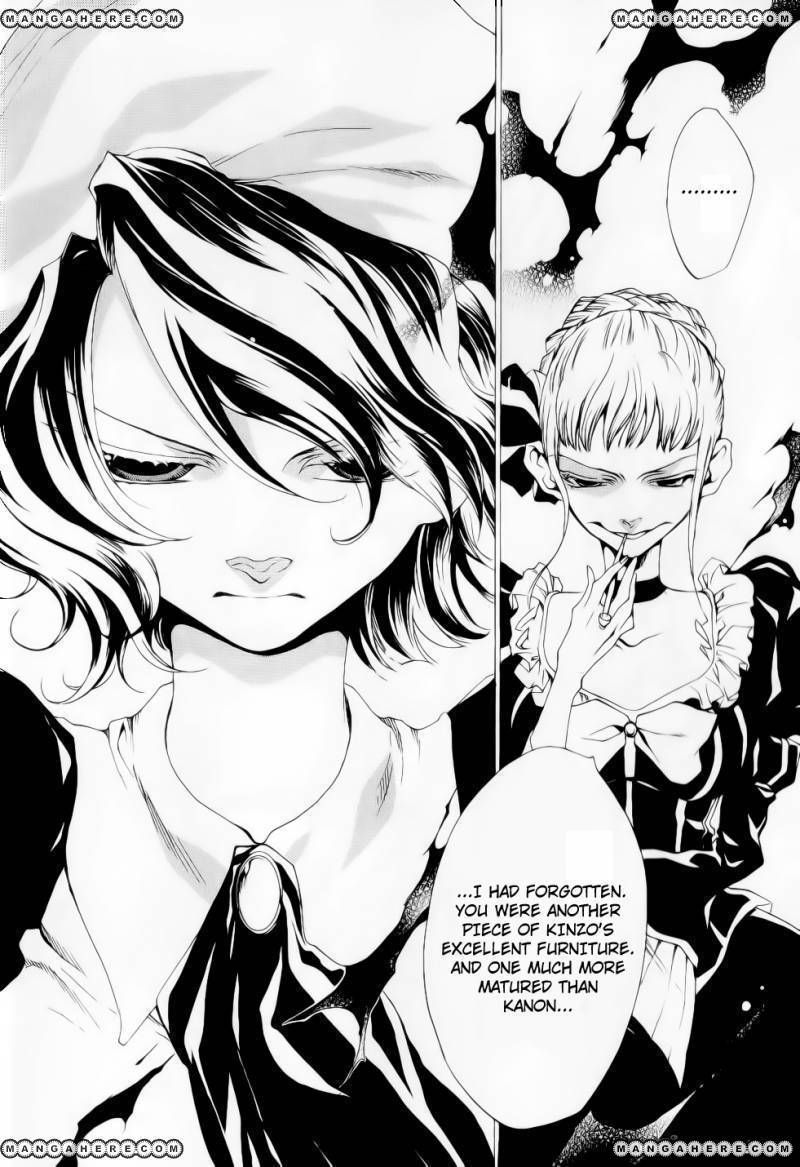 MANGAHERE.COM
MANGAHERE.COM
.........
...I HAD FORGOTTEN.
YOU WERE ANOTHER
PIECE OF KINZO'S
EXCELLENT FURNITURE.
AND ONE MUCH MORE
MATURED THAN
KANON...
MANGAHERE.COM
MANGAHERE.COM